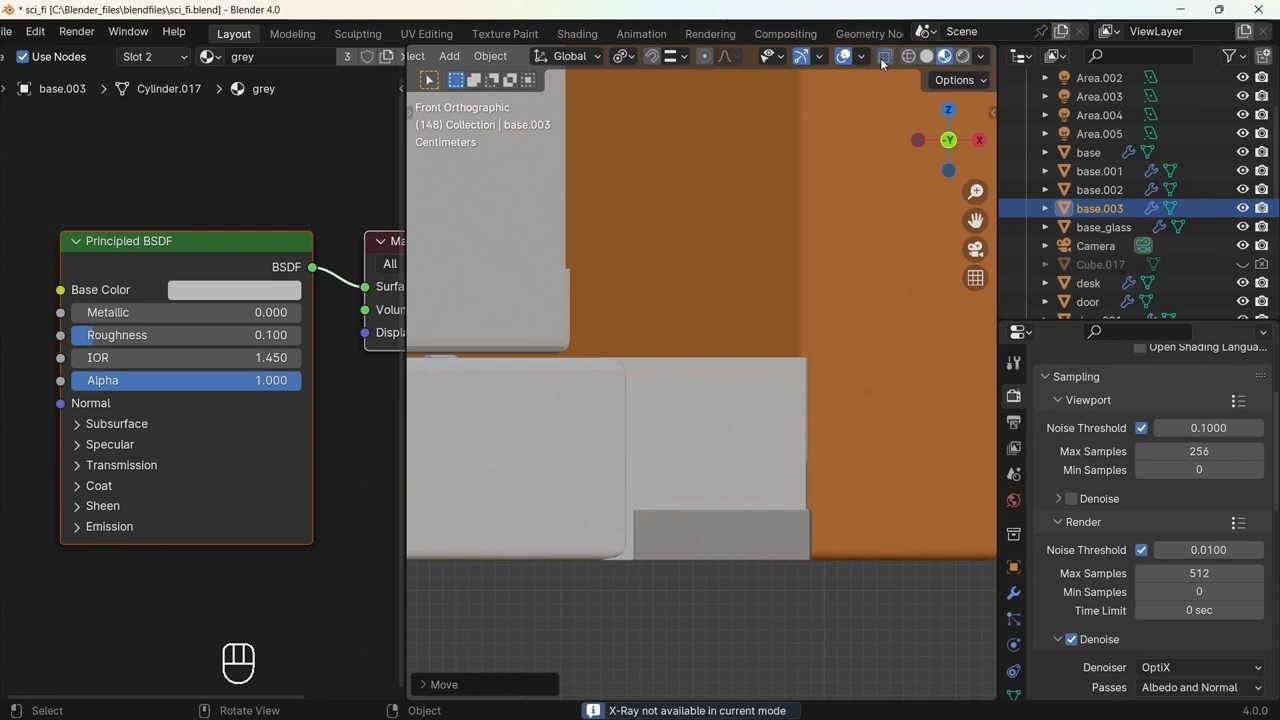 * sci_fi [C:\Blender_files\blendfiles\sci_fi.blend] - Blender 4.0
ile Edit Render Window Help Layout Modeling Sculpting UV Editing Texture Paint Shading Animation Rendering Compositing Geometry No Scene ViewLayer
Use Nodes Slot 2 grey 3 lect Add Object Global
Options
base.003 Cylinder.017 grey
Front Orthographic
(148) Collection | base.003
Centimeters
Z
-Y X
Area.002
Area.003
Area.004
Area.005
base
base.001
base.002
base.003
base_glass
Camera
Cube.017
desk
door
Principled BSDF
BSDF
Base Color
Metallic 0.000
Roughness 0.100
IOR 1.450
Alpha 1.000
Normal
Subsurface
Specular
Transmission
Coat
Sheen
Emission
Ma
All
Surfa
Volur
Displa
Open Shading Langua...
Sampling
Viewport
Noise Threshold 0.1000
Max Samples 256
Min Samples 0
Denoise
Render
Noise Threshold 0.0100
Max Samples 512
Min Samples 0
Time Limit 0 sec
Denoise
Denoiser OptiX
Passes Albedo and Normal
Move
Select Rotate View Object X-Ray not available in current mode 4.0.0